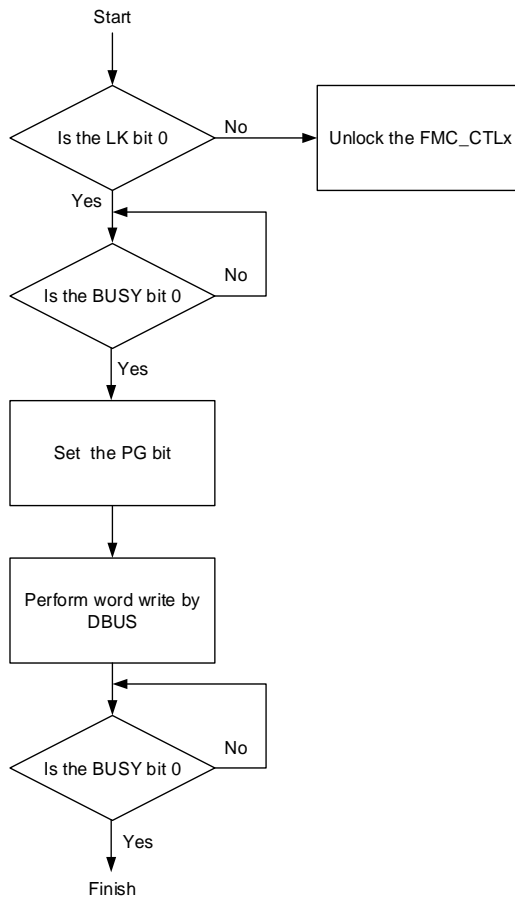 Start
Is the LK bit 0
No
Unlock the FMC_CTLx
Yes
Is the BUSY bit 0
No
Yes
Set the PG bit
Perform word write by
DBUS
Is the BUSY bit 0
No
Yes
Finish